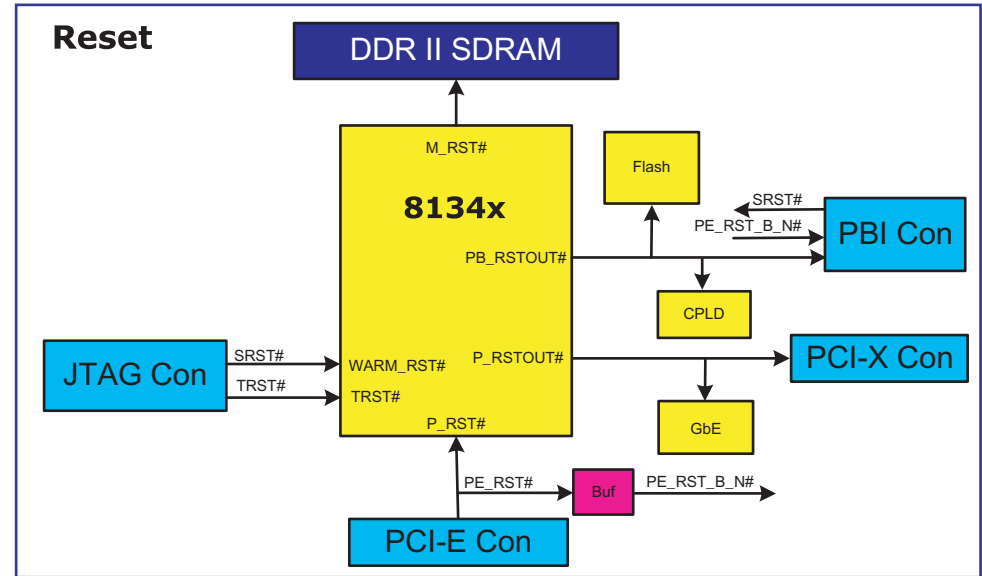 Reset
DDR II SDRAM
M_RST#
8134x
Flash
SRST#
PE_RST_B_N#
PBI Con
PB_RSTOUT#
CPLD
JTAG Con
SRST#
TRST#
WARM_RST#
TRST#
P_RSTOUT#
PCI-X Con
P_RST#
GbE
PE_RST#
Buf
PE_RST_B_N#
PCI-E Con